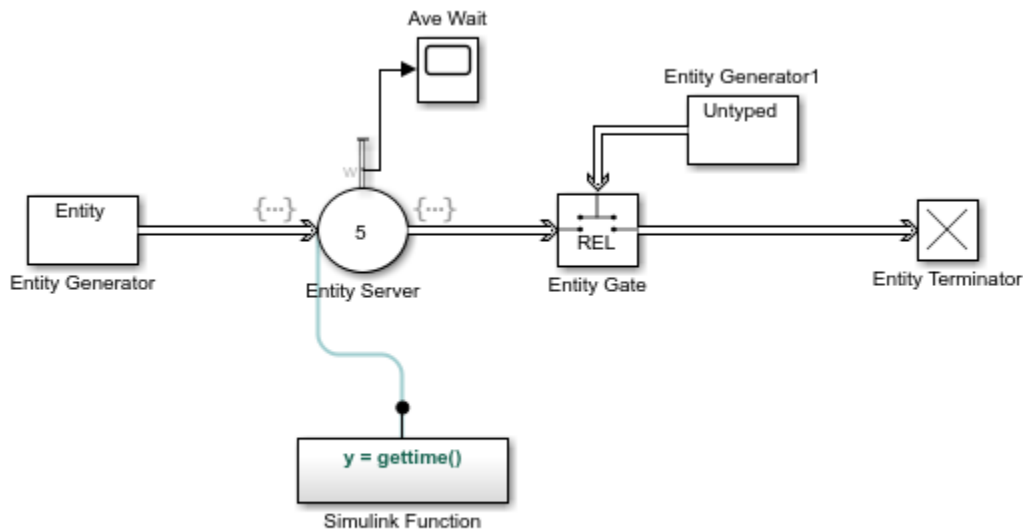 Ave Wait
Entity Generator1
Untyped
w
{...}
{...}
Entity
5
REL
Entity Generator
Entity Server
Entity Gate
Entity Terminator
y = gettime()
Simulink Function